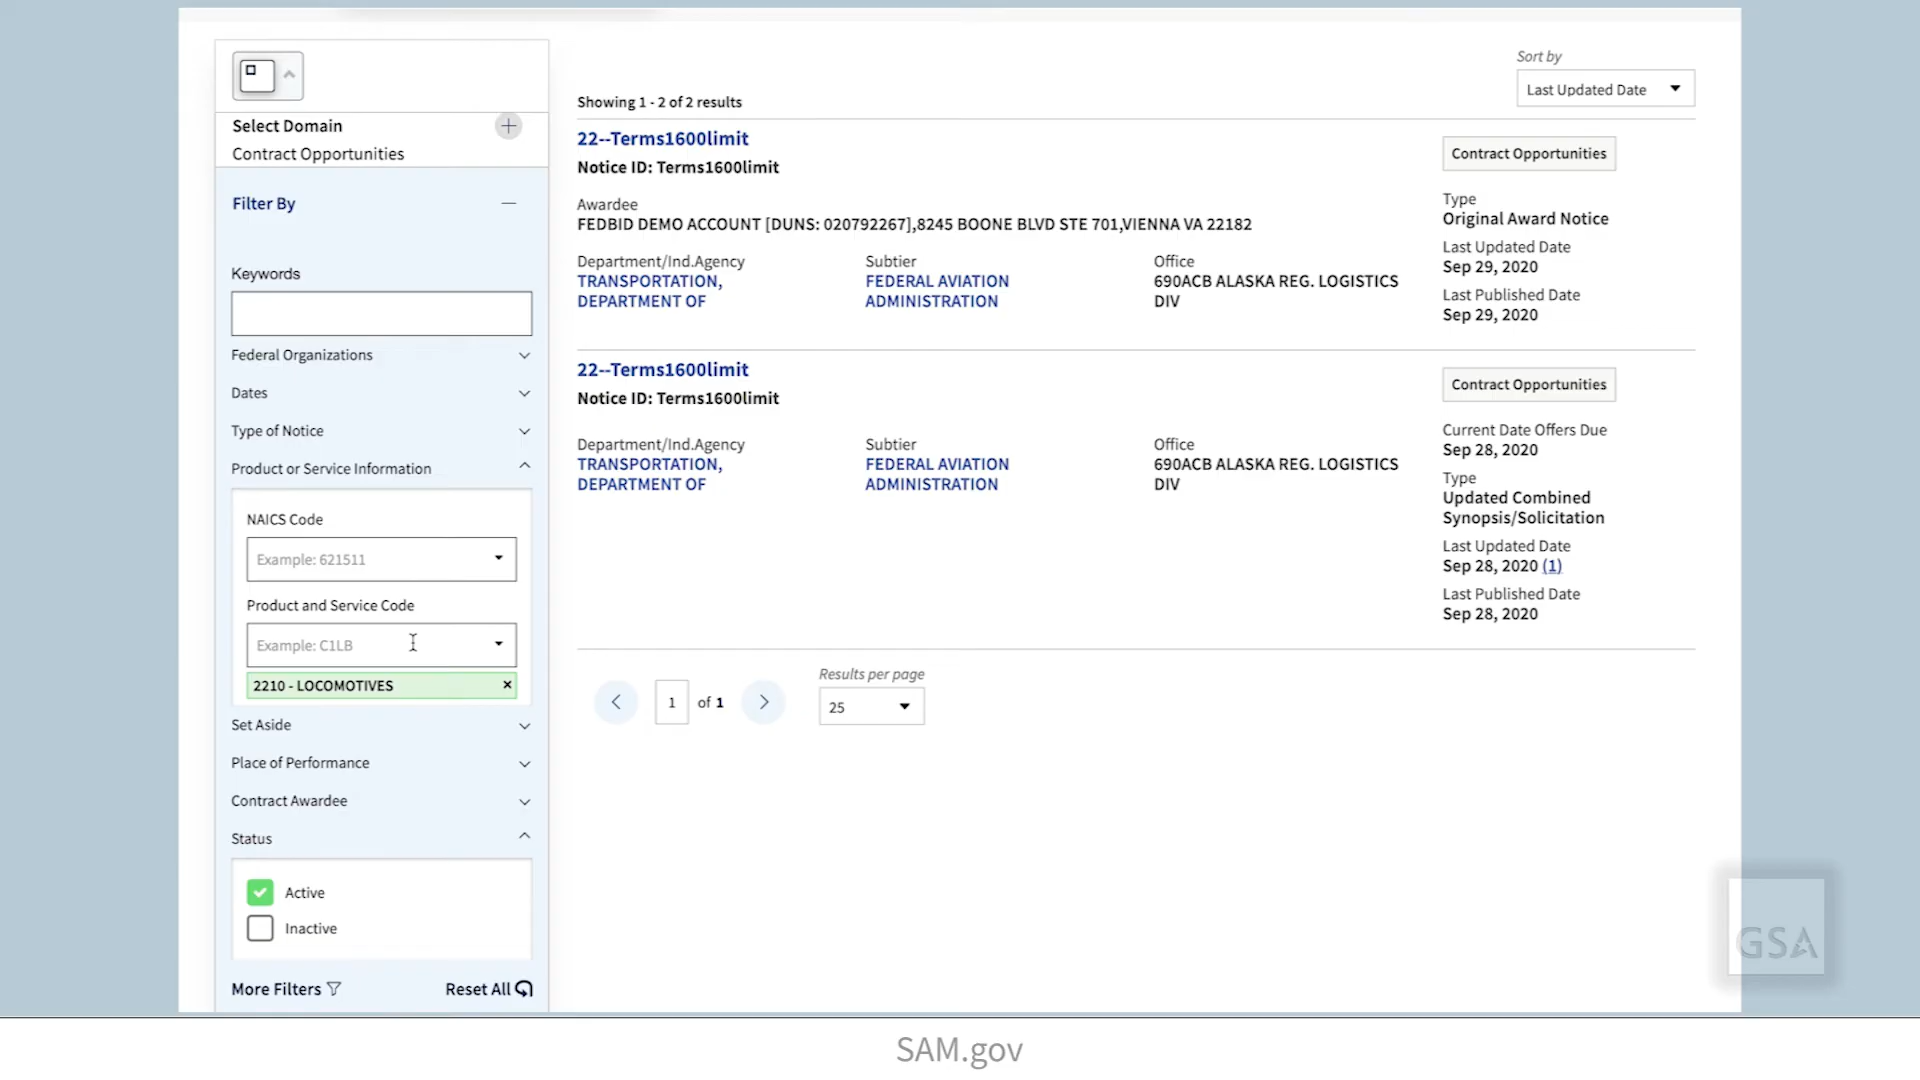 Select Domain
Contract Opportunities
Filter By
Keywords
Federal Organizations
Dates
Type of Notice
Product or Service Information
NAICS Code
Example: 621511
Product and Service Code
Example: C1LB
2210 - LOCOMOTIVES
Set Aside
Place of Performance
Contract Awardee
Status
Active
Inactive
More Filters
Reset All
Sort by
Last Updated Date
Showing 1 - 2 of 2 results
22--Terms1600limit
Notice ID: Terms1600limit
Awardee
FEDBID DEMO ACCOUNT [DUNS: 020792267],8245 BOONE BLVD STE 701,VIENNA VA 22182
Department/Ind.Agency
TRANSPORTATION,
DEPARTMENT OF
Subtier
FEDERAL AVIATION
ADMINISTRATION
Office
690ACB ALASKA REG. LOGISTICS
DIV
Contract Opportunities
Type
Original Award Notice
Last Updated Date
Sep 29, 2020
Last Published Date
Sep 29, 2020
22--Terms1600limit
Notice ID: Terms1600limit
Department/Ind.Agency
TRANSPORTATION,
DEPARTMENT OF
Subtier
FEDERAL AVIATION
ADMINISTRATION
Office
690ACB ALASKA REG. LOGISTICS
DIV
Contract Opportunities
Current Date Offers Due
Sep 28, 2020
Type
Updated Combined
Synopsis/Solicitation
Last Updated Date
Sep 28, 2020 (1)
Last Published Date
Sep 28, 2020
1 of 1
Results per page
25
GSA
SAM.gov